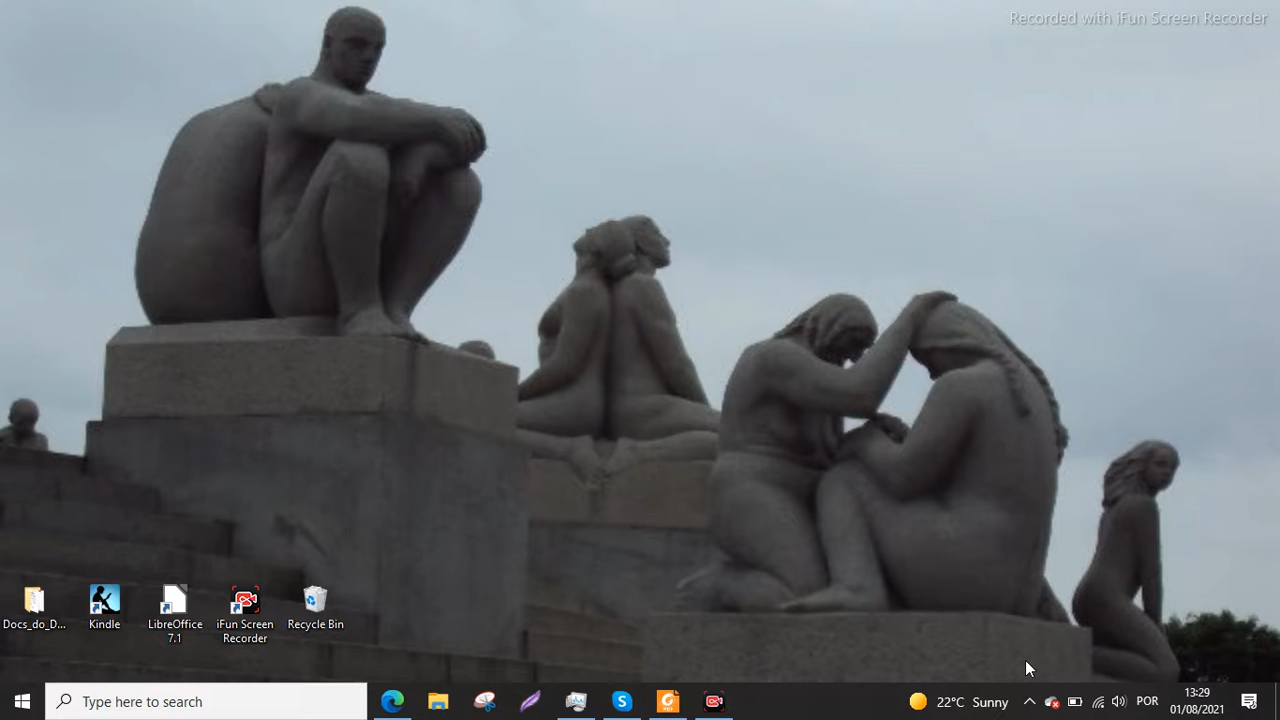 Recorded with iFun Screen Recorder
Docs_do_D...
Kindle
LibreOffice
7.1
iFun Screen
Recorder
Recycle Bin
Type here to search
22°C Sunny
POR
13:29
01/08/2021